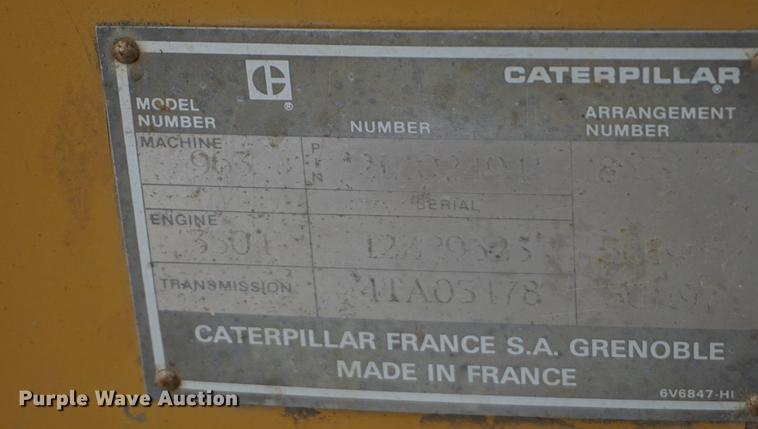 CATERPILLAR
®
®
MODEL NUMBER
NUMBER
ARRANGEMENT NUMBER
MACHINE
963
P
N
SERIAL
ENGINE
TRANSMISSION
4TA05478
CATERPILLAR FRANCE S.A. GRENOBLE
MADE IN FRANCE
6V6847-HI
Purple Wave Auction